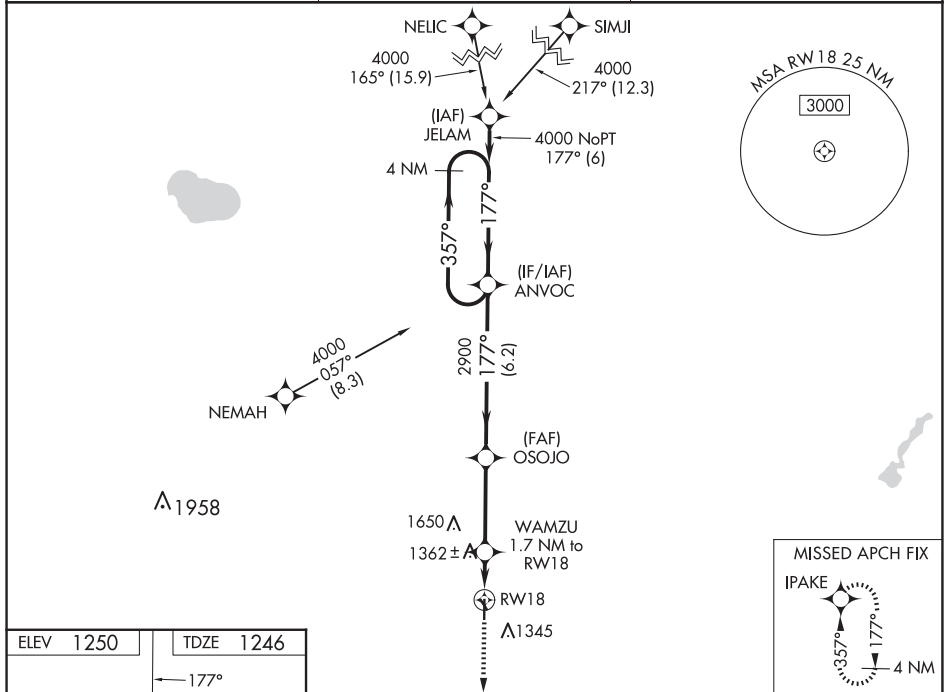 NELIC
SIMJI
4000
165° (15.9)
4000
217° (12.3)
MSA RW18 25 NM
3000
(IAF)
JELAM
4000 NoPT
177° (6)
4 NM
177°
357°
(IF/IAF)
ANVOC
4000
057°
(8.3)
2900
177°
(6.2)
NEMAH
(FAF)
OSOJO
1958
1650
1362 ±
WAMZU
1.7 NM to
RW18
RW18
1345
MISSED APCH FIX
IPAKE
357°
177°
4 NM
ELEV 1250
TDZE 1246
177°